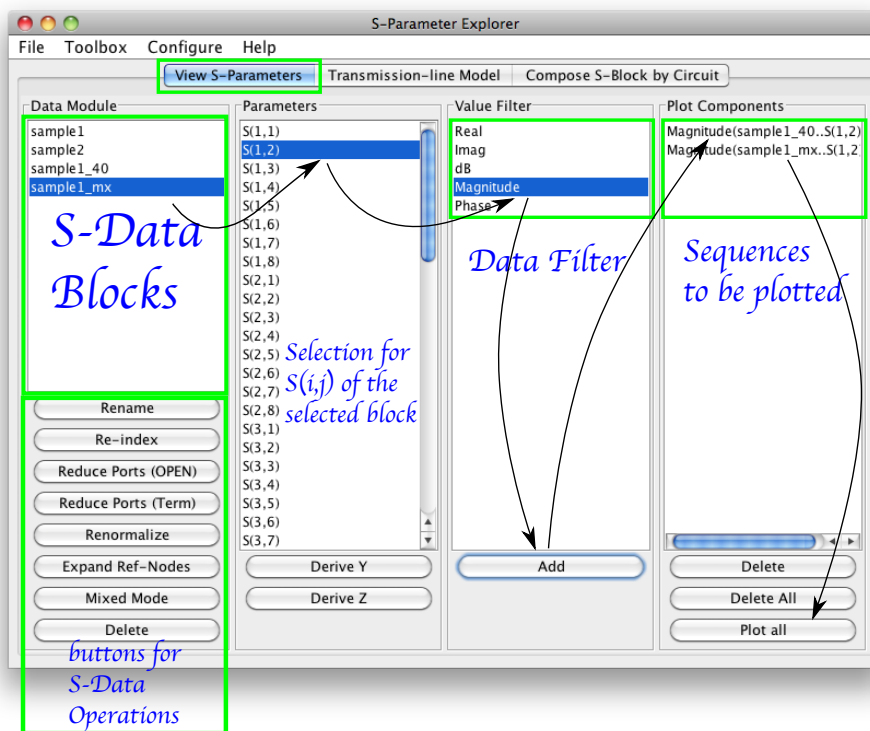 S-Parameter Explorer
File Toolbox Configure Help
View S-Parameters Transmission-line Model Compose S-Block by Circuit
Data Module
sample1
sample2
sample1_40
sample1_mx
S-Data
Blocks
Rename
Re-index
Reduce Ports (OPEN)
Reduce Ports (Term)
Renormalize
Expand Ref-Nodes
Mixed Mode
Delete
buttons for
S-Data
Operations
Parameters
S(1,1)
S(1,2)
S(1,3)
S(1,4)
S(1,5)
S(1,6)
S(1,7)
S(1,8)
S(2,1)
S(2,2)
S(2,3)
S(2,4)
S(2,5)
S(2,6)
S(2,7)
S(2,8)
S(3,1)
S(3,2)
S(3,3)
S(3,4)
S(3,5)
S(3,6)
S(3,7)
Selection for
S(i,j) of the
selected block
Derive Y
Derive Z
Value Filter
Real
Imag
dB
Magnitude
Phase
Data Filter
Add
Plot Components
Magnitude(sample1_40..S(1,2)
Magnitude(sample1_mx..S(1,2
Sequences
to be plotted
Delete
Delete All
Plot all